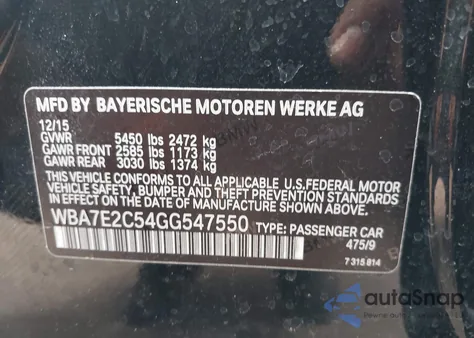 MFD BY BAYERISCHE MOTOREN WERKE AG
12/15
GVWR 5450 lbs 2472 kg
GAWR FRONT 2585 lbs 1173 kg
GAWR REAR 3030 lbs 1374 kg
THIS VEHICLE CONFORMS TO ALL APPLICABLE U.S.FEDERAL MOTOR
VEHICLE SAFETY, BUMPER AND THEFT PREVENTION STANDARDS
IN EFFECT ON THE DATE OF MANUFACTURE SHOWN ABOVE.
WBA7E2C54GG547550 TYPE: PASSENGER CAR
475/9
7 315 814
autoSnap